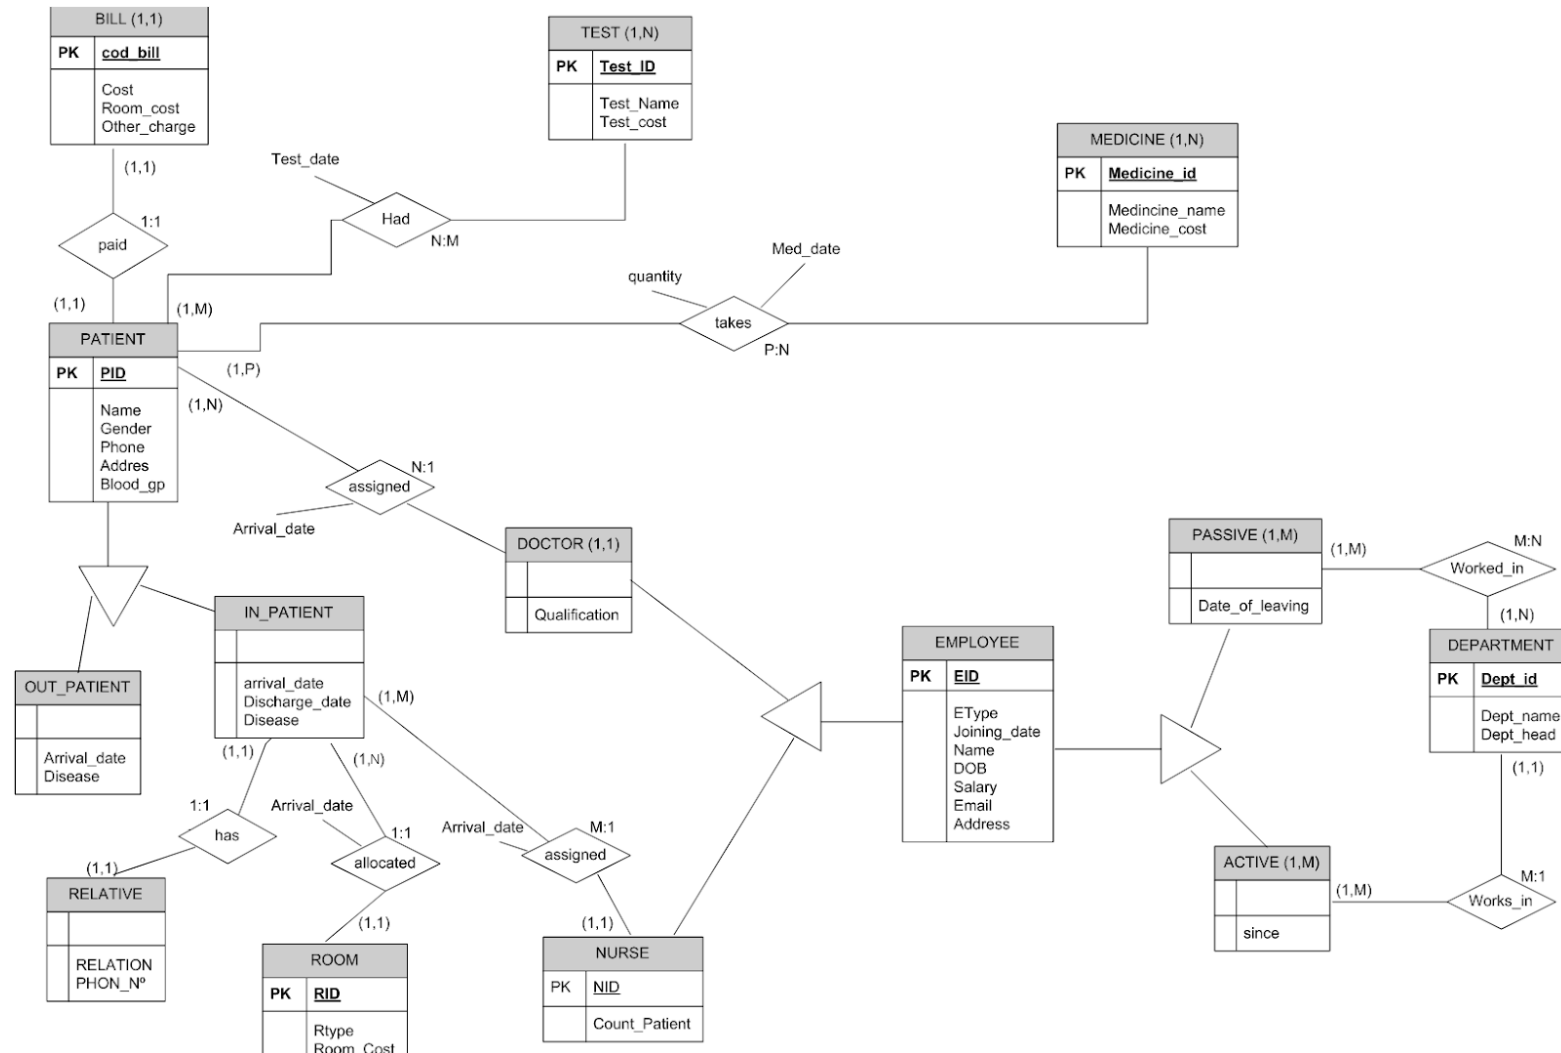 BILL (1,1)
PK cod_bill
Cost
Room_cost
Other_charge
(1,1)
1:1
paid
(1,1)
TEST (1,N)
PK Test_ID
Test_Name
Test_cost
Test_date
Had
N:M
(1,M)
MEDICINE (1,N)
PK Medicine_id
Medincine_name
Medicine_cost
Med_date
quantity
takes
P:N
(1,P)
PATIENT
PK PID
Name
Gender
Phone
Addres
Blood_gp
(1,N)
N:1
assigned
Arrival_date
DOCTOR (1,1)
Qualification
OUT_PATIENT
Arrival_date
Disease
IN_PATIENT
arrival_date
Discharge_date
Disease
(1,1)
(1,N)
(1,M)
1:1
has
(1,1)
RELATIVE
RELATION
PHON_Nº
Arrival_date
1:1
allocated
(1,1)
ROOM
PK RID
Rtype
Room_Cost
Arrival_date
M:1
assigned
(1,1)
NURSE
PK NID
Count_Patient
EMPLOYEE
PK EID
EType
Joining_date
Name
DOB
Salary
Email
Address
PASSIVE (1,M)
Date_of_leaving
(1,M)
M:N
Worked_in
(1,N)
DEPARTMENT
PK Dept_id
Dept_name
Dept_head
(1,1)
ACTIVE (1,M)
since
(1,M)
M:1
Works_in